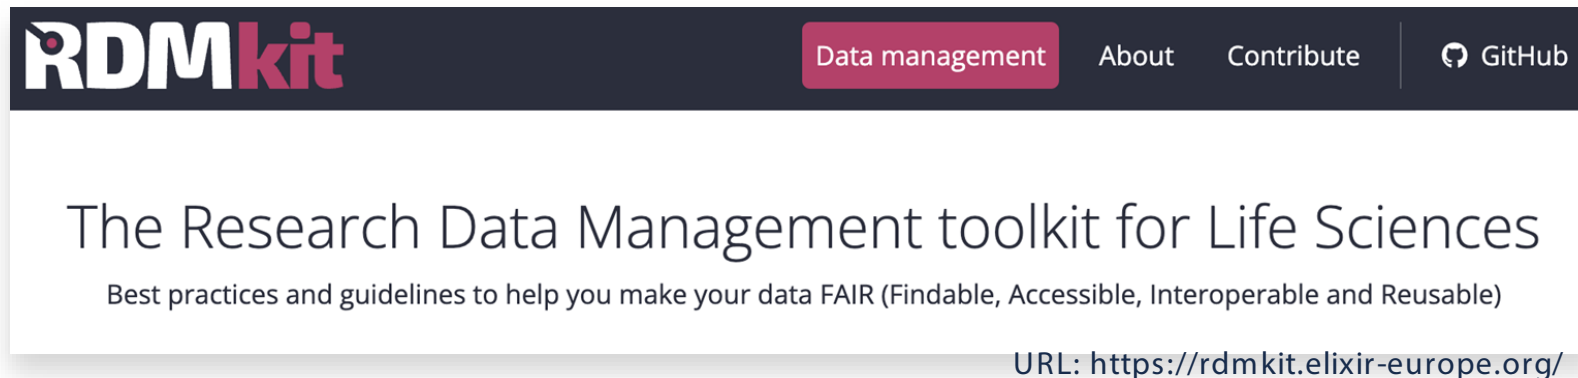 RDMkit
Data management About Contribute GitHub
The Research Data Management toolkit for Life Sciences
Best practices and guidelines to help you make your data FAIR (Findable, Accessible, Interoperable and Reusable)
URL: https://rdmkit.elixir-europe.org/